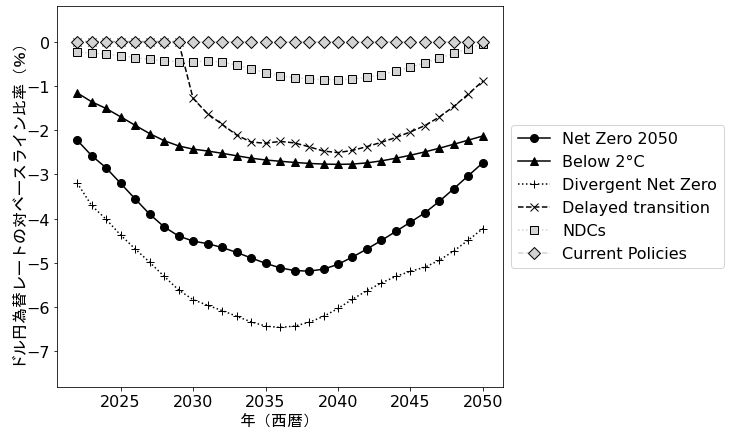 ドル円為替レートの対ベースライン比率（%）
0
−1
−2
−3
−4
−5
−6
−7
2025 2030 2035 2040 2045 2050
年（西暦）
Net Zero 2050
Below 2°C
Divergent Net Zero
Delayed transition
NDCs
Current Policies